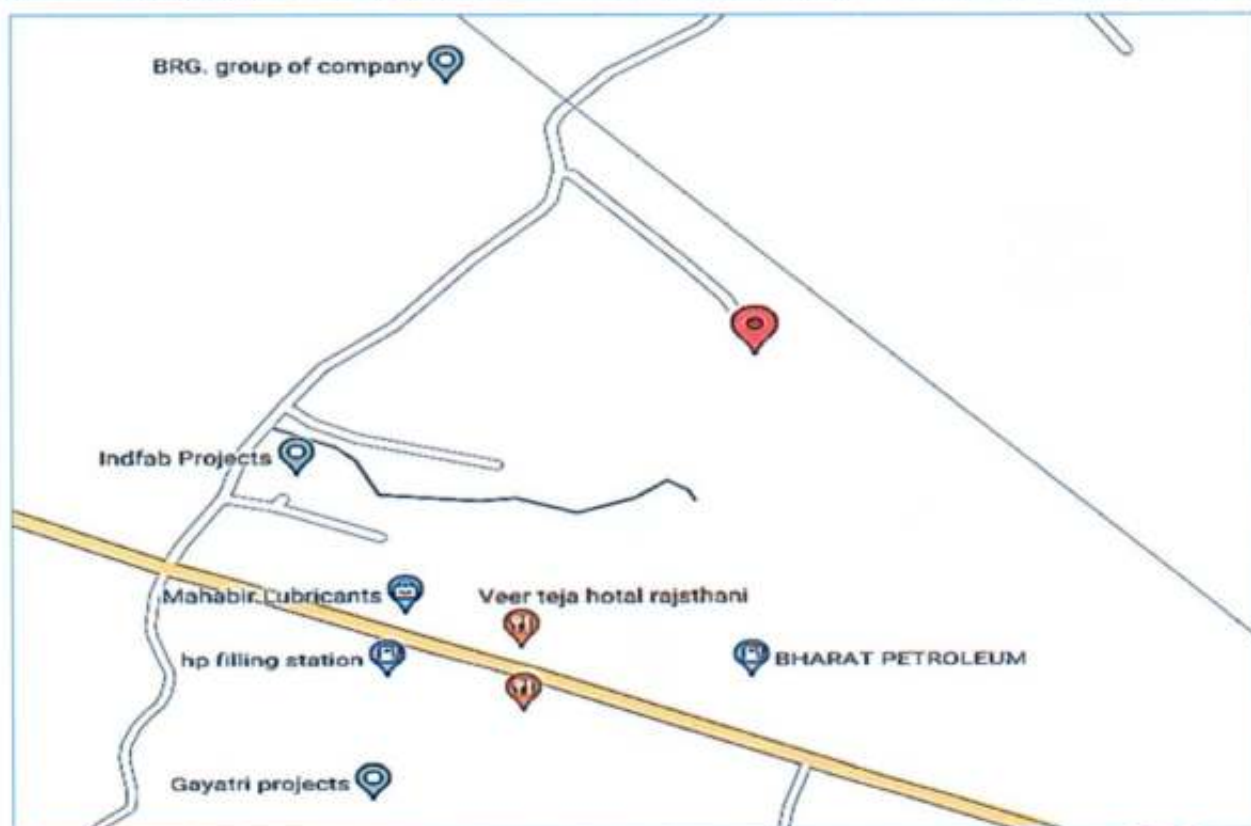 BRG. group of company
Indfab Projects
Mahabir Lubricants
Veer teja hotal rajsthani
hp filling station
BHARAT PETROLEUM
Gayatri projects